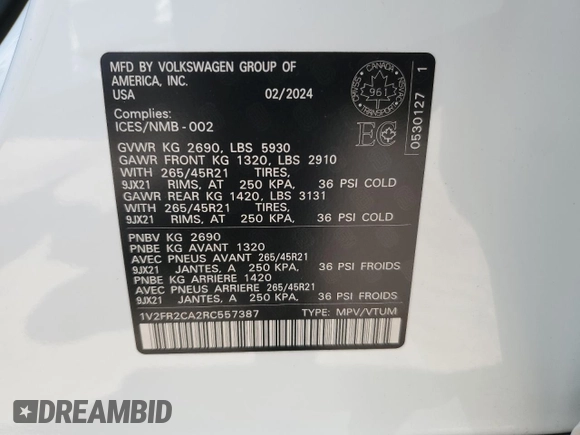 MFD BY VOLKSWAGEN GROUP OF
AMERICA, INC.
USA 02/2024
Complies:
ICES/NMB - 002
CANADA
961
TRANSPORT
EC
0530127 1
GVWR KG 2690, LBS 5930
GAWR FRONT KG 1320, LBS 2910
WITH 265/45R21 TIRES,
9JX21 RIMS, AT 250 KPA, 36 PSI COLD
GAWR REAR KG 1420, LBS 3131
WITH 265/45R21 TIRES,
9JX21 RIMS, AT 250 KPA, 36 PSI COLD
PNBV KG 2690
PNBE KG AVANT 1320
AVEC PNEUS AVANT 265/45R21
9JX21 JANTES, A 250 KPA, 36 PSI FROIDS
PNBE KG ARRIERE 1420
AVEC PNEUS ARRIERE 265/45R21
9JX21 JANTES, A 250 KPA, 36 PSI FROIDS
1V2FR2CA2RC557387 TYPE: MPV/VTUM
DREAMBID